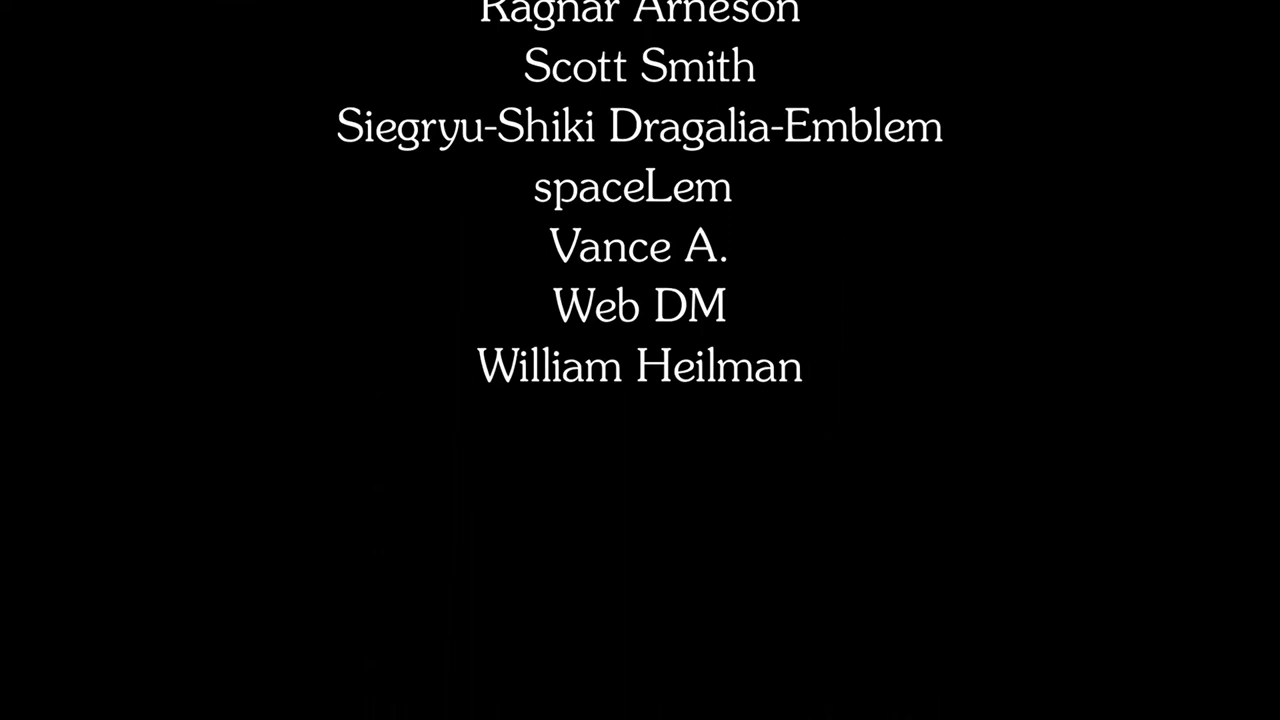 Ragnar Arneson
Scott Smith
Siegryu-Shiki Dragalia-Emblem
spaceLem
Vance A.
Web DM
William Heilman